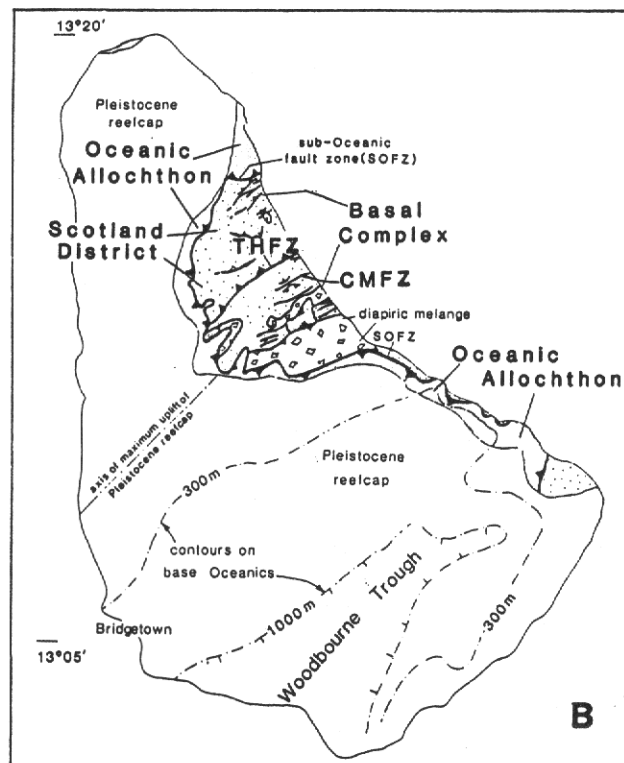 13°20′
Pleistocene
reefcap
Oceanic
Allochthon
sub-Oceanic
fault zone(SOFZ)
Scotland
District
Basal
Complex
THFZ
CMFZ
diapiric melange
SOFZ
Oceanic
Allochthon
axis of maximum uplift of
Pleistocene reefcap
300m
Pleistocene
reefcap
contours on
base Oceanics
1000m
Woodbourne Trough
300m
Bridgetown
13°05′
B